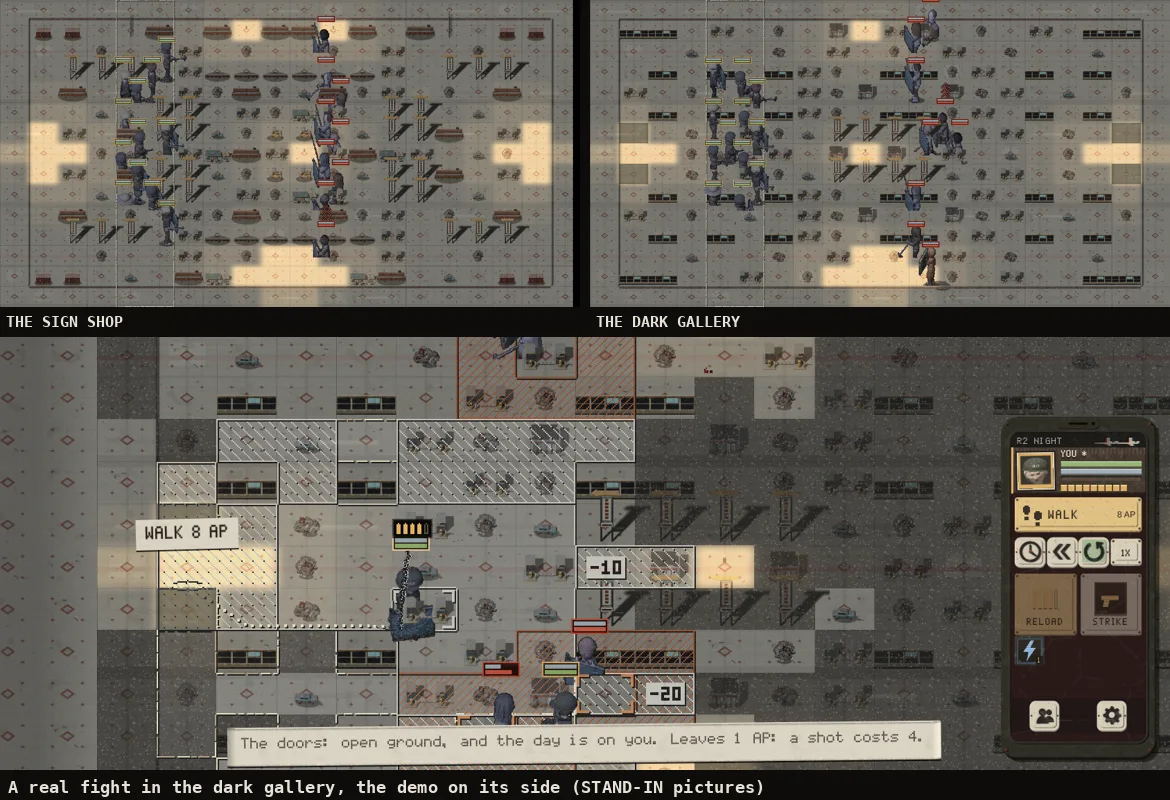 THE SIGN SHOP
THE DARK GALLERY
R2 NIGHT
YOU *
WALK 8AP
1X
RELOAD
STRIKE
1
WALK 8 AP
-10
-20
The doors: open ground, and the day is on you. Leaves 1 AP: a shot costs 4.
A real fight in the dark gallery, the demo on its side (STAND-IN pictures)